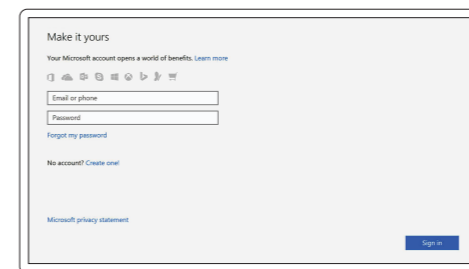 Make it yours
Your Microsoft account opens a world of benefits. Learn more
Email or phone
Password
Forgot my password
No account? Create one!
Microsoft privacy statement
Sign in